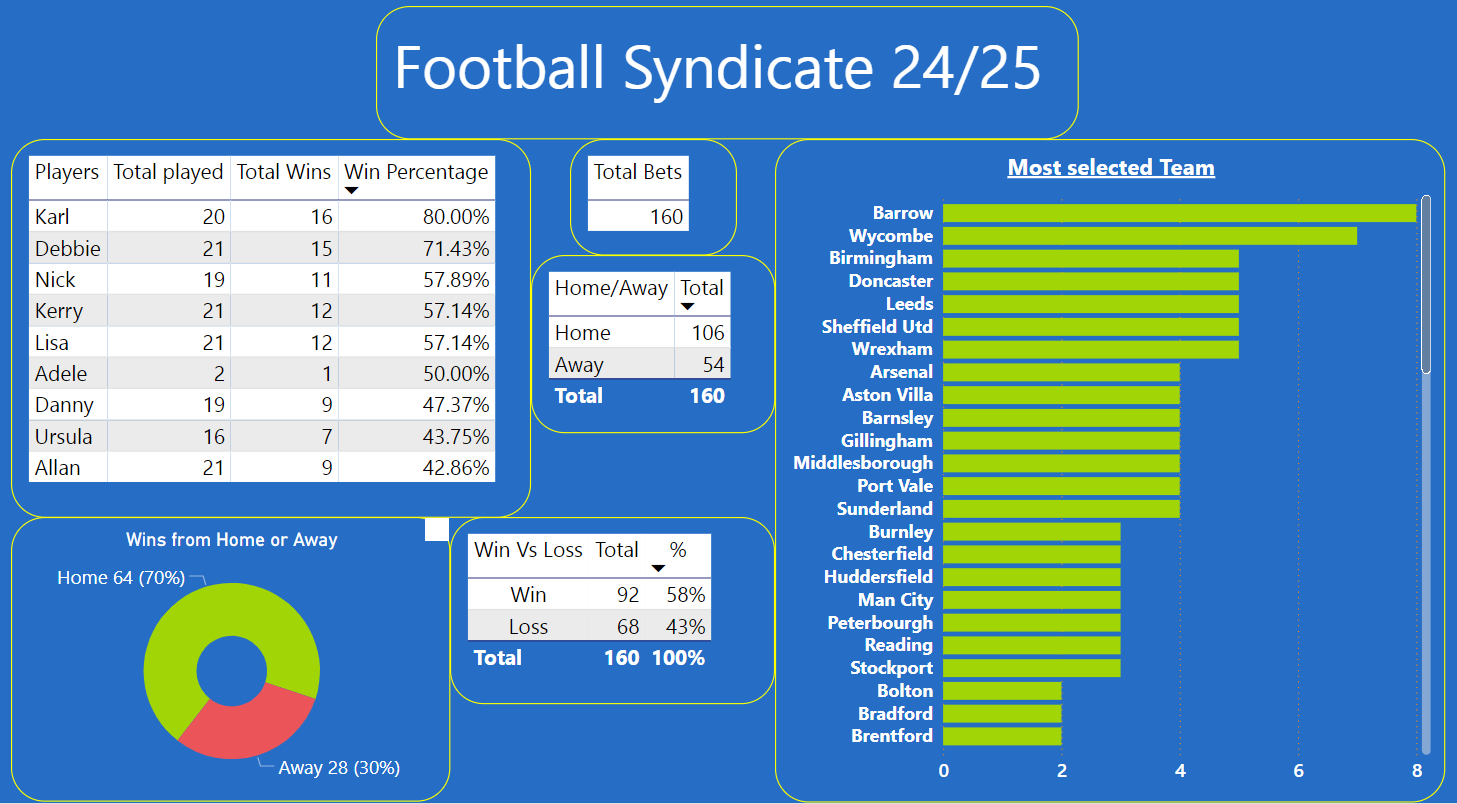 Football Syndicate 24/25
Players Total played Total Wins Win Percentage
Karl 20 16 80.00%
Debbie 21 15 71.43%
Nick 19 11 57.89%
Kerry 21 12 57.14%
Lisa 21 12 57.14%
Adele 2 1 50.00%
Danny 19 9 47.37%
Ursula 16 7 43.75%
Allan 21 9 42.86%
Total Bets
160
Home/Away Total
Home 106
Away 54
Total 160
Wins from Home or Away
Home 64 (70%)
Away 28 (30%)
Win Vs Loss Total %
Win 92 58%
Loss 68 43%
Total 160 100%
Most selected Team
Barrow
Wycombe
Birmingham
Doncaster
Leeds
Sheffield Utd
Wrexham
Arsenal
Aston Villa
Barnsley
Gillingham
Middlesborough
Port Vale
Sunderland
Burnley
Chesterfield
Huddersfield
Man City
Peterbourgh
Reading
Stockport
Bolton
Bradford
Brentford
0 2 4 6 8